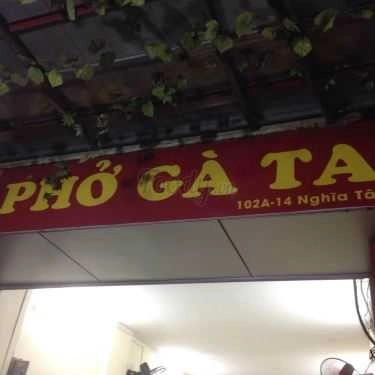 PHỞ GÀ TA
102A-14 Nghĩa Tâ